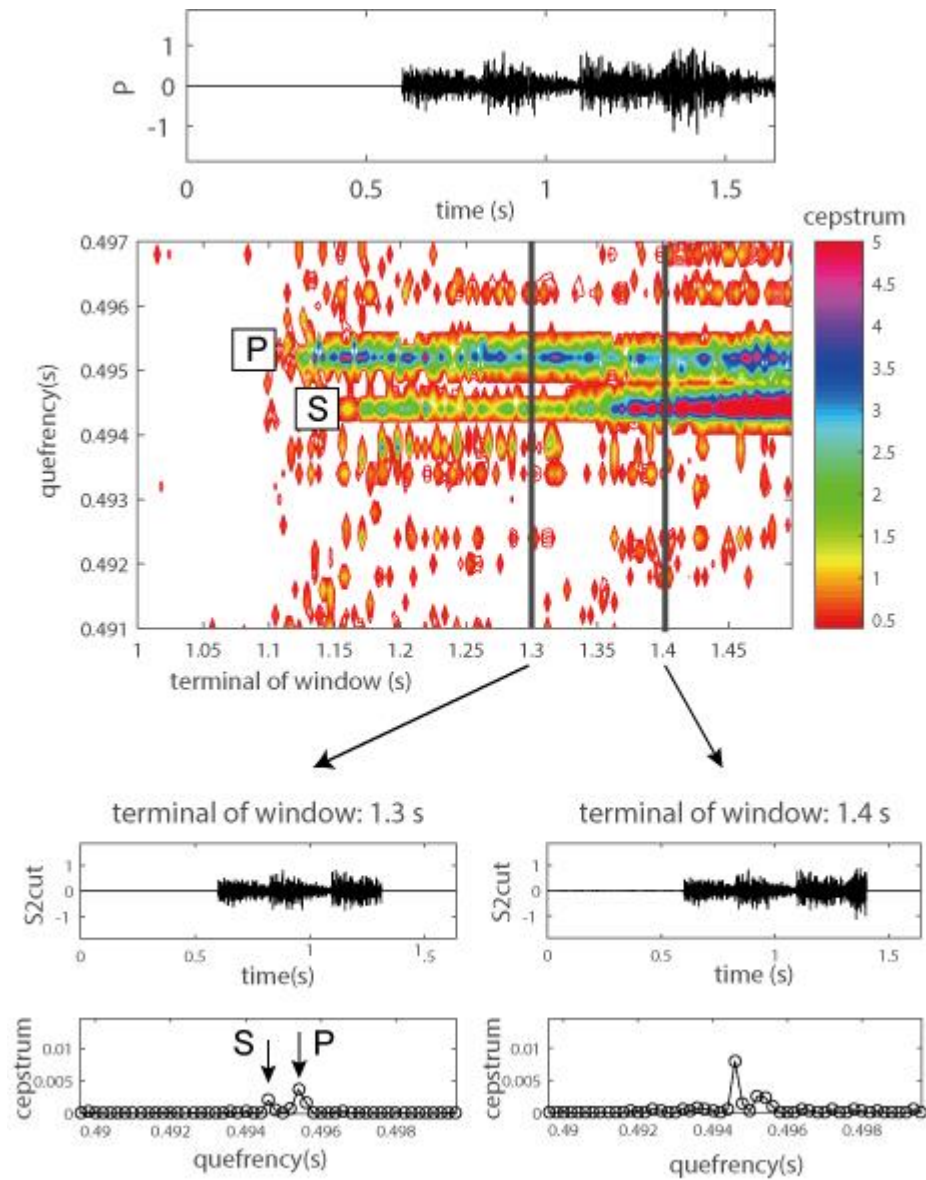 P
1
0
-1
0 0.5 1 1.5
time (s)
cepstrum
quefrency(s)
0.497
0.496
0.495
0.494
0.493
0.492
0.491
P
S
5
4.5
4
3.5
3
2.5
2
1.5
1
0.5
1 1.05 1.1 1.15 1.2 1.25 1.3 1.35 1.4 1.45
terminal of window (s)
terminal of window: 1.3 s
S2cut
1
0
-1
0 0.5 1 1.5
time(s)
cepstrum
0.01
0.005
0
S P
0.49 0.492 0.494 0.496 0.498
quefrency(s)
terminal of window: 1.4 s
S2cut
1
0
-1
0 0.5 1 1.5
time (s)
cepstrum
0.01
0.005
0
0.49 0.492 0.494 0.496 0.498
quefrency(s)